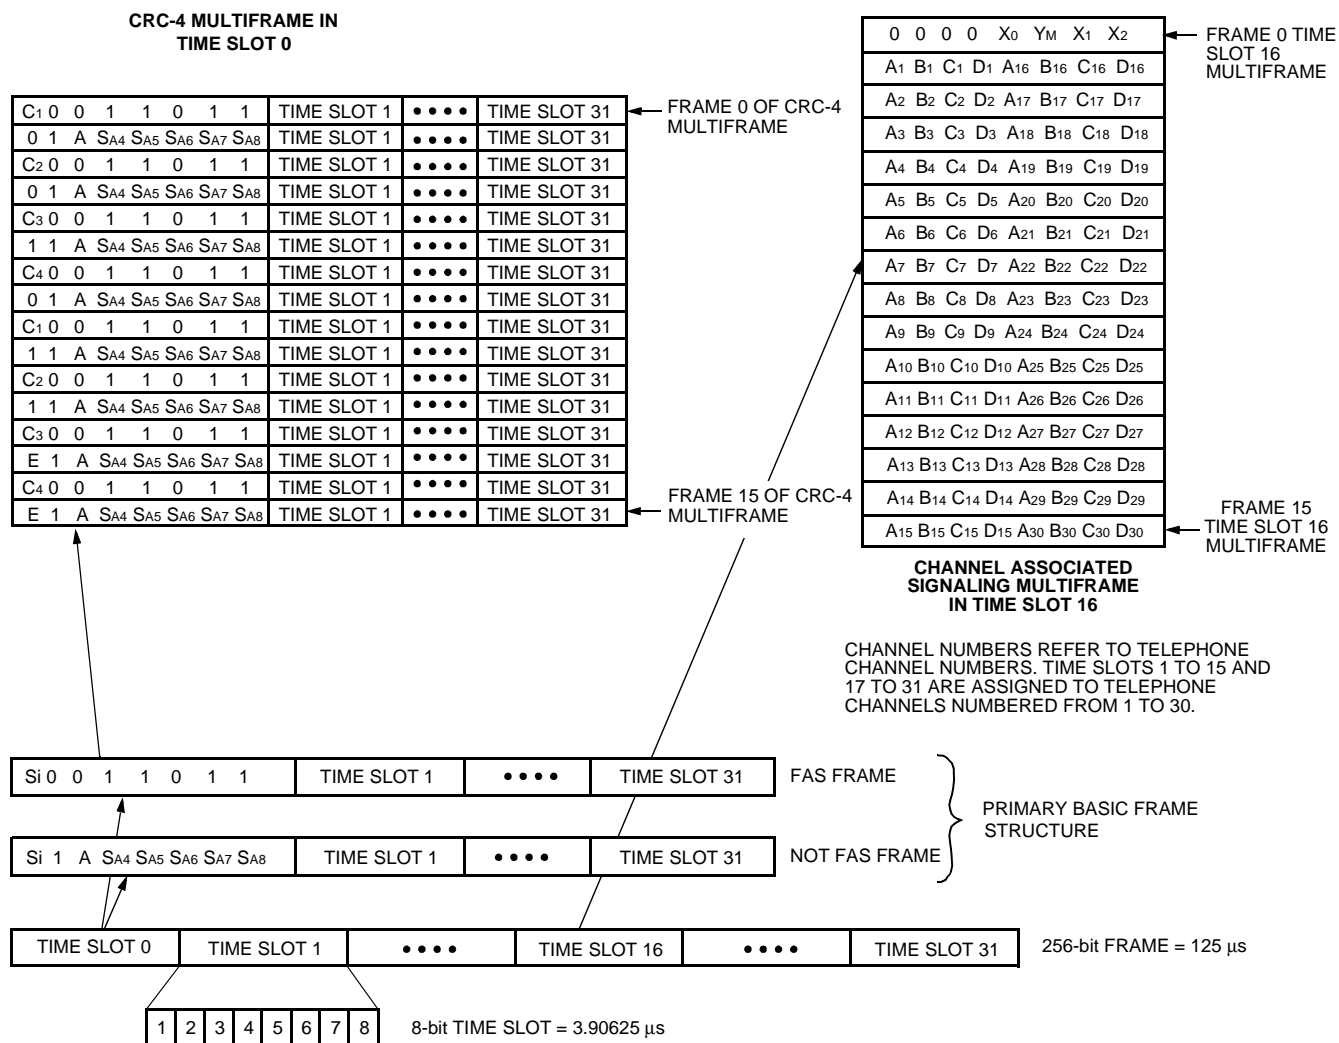 CRC-4 MULTIFRAME IN
TIME SLOT 0
C1 0 0 1 1 0 1 1 TIME SLOT 1 •••• TIME SLOT 31
0 1 A SA4 SA5 SA6 SA7 SA8 TIME SLOT 1 •••• TIME SLOT 31
C2 0 0 1 1 0 1 1 TIME SLOT 1 •••• TIME SLOT 31
0 1 A SA4 SA5 SA6 SA7 SA8 TIME SLOT 1 •••• TIME SLOT 31
C3 0 0 1 1 0 1 1 TIME SLOT 1 •••• TIME SLOT 31
1 1 A SA4 SA5 SA6 SA7 SA8 TIME SLOT 1 •••• TIME SLOT 31
C4 0 0 1 1 0 1 1 TIME SLOT 1 •••• TIME SLOT 31
0 1 A SA4 SA5 SA6 SA7 SA8 TIME SLOT 1 •••• TIME SLOT 31
C1 0 0 1 1 0 1 1 TIME SLOT 1 •••• TIME SLOT 31
1 1 A SA4 SA5 SA6 SA7 SA8 TIME SLOT 1 •••• TIME SLOT 31
C2 0 0 1 1 0 1 1 TIME SLOT 1 •••• TIME SLOT 31
1 1 A SA4 SA5 SA6 SA7 SA8 TIME SLOT 1 •••• TIME SLOT 31
C3 0 0 1 1 0 1 1 TIME SLOT 1 •••• TIME SLOT 31
E 1 A SA4 SA5 SA6 SA7 SA8 TIME SLOT 1 •••• TIME SLOT 31
C4 0 0 1 1 0 1 1 TIME SLOT 1 •••• TIME SLOT 31
E 1 A SA4 SA5 SA6 SA7 SA8 TIME SLOT 1 •••• TIME SLOT 31
FRAME 0 OF CRC-4
MULTIFRAME
FRAME 15 OF CRC-4
MULTIFRAME
0 0 0 0 X0 YM X1 X2
A1 B1 C1 D1 A16 B16 C16 D16
A2 B2 C2 D2 A17 B17 C17 D17
A3 B3 C3 D3 A18 B18 C18 D18
A4 B4 C4 D4 A19 B19 C19 D19
A5 B5 C5 D5 A20 B20 C20 D20
A6 B6 C6 D6 A21 B21 C21 D21
A7 B7 C7 D7 A22 B22 C22 D22
A8 B8 C8 D8 A23 B23 C23 D23
A9 B9 C9 D9 A24 B24 C24 D24
A10 B10 C10 D10 A25 B25 C25 D25
A11 B11 C11 D11 A26 B26 C26 D26
A12 B12 C12 D12 A27 B27 C27 D27
A13 B13 C13 D13 A28 B28 C28 D28
A14 B14 C14 D14 A29 B29 C29 D29
A15 B15 C15 D15 A30 B30 C30 D30
FRAME 0 TIME
SLOT 16
MULTIFRAME
FRAME 15
TIME SLOT 16
MULTIFRAME
CHANNEL ASSOCIATED
SIGNALING MULTIFRAME
IN TIME SLOT 16
CHANNEL NUMBERS REFER TO TELEPHONE
CHANNEL NUMBERS. TIME SLOTS 1 TO 15 AND
17 TO 31 ARE ASSIGNED TO TELEPHONE
CHANNELS NUMBERED FROM 1 TO 30.
Si 0 0 1 1 0 1 1 TIME SLOT 1 •••• TIME SLOT 31 FAS FRAME
Si 1 A SA4 SA5 SA6 SA7 SA8 TIME SLOT 1 •••• TIME SLOT 31 NOT FAS FRAME
PRIMARY BASIC FRAME
STRUCTURE
TIME SLOT 0 TIME SLOT 1 •••• TIME SLOT 16 •••• TIME SLOT 31 256-bit FRAME = 125 μs
1 2 3 4 5 6 7 8 8-bit TIME SLOT = 3.90625 μs